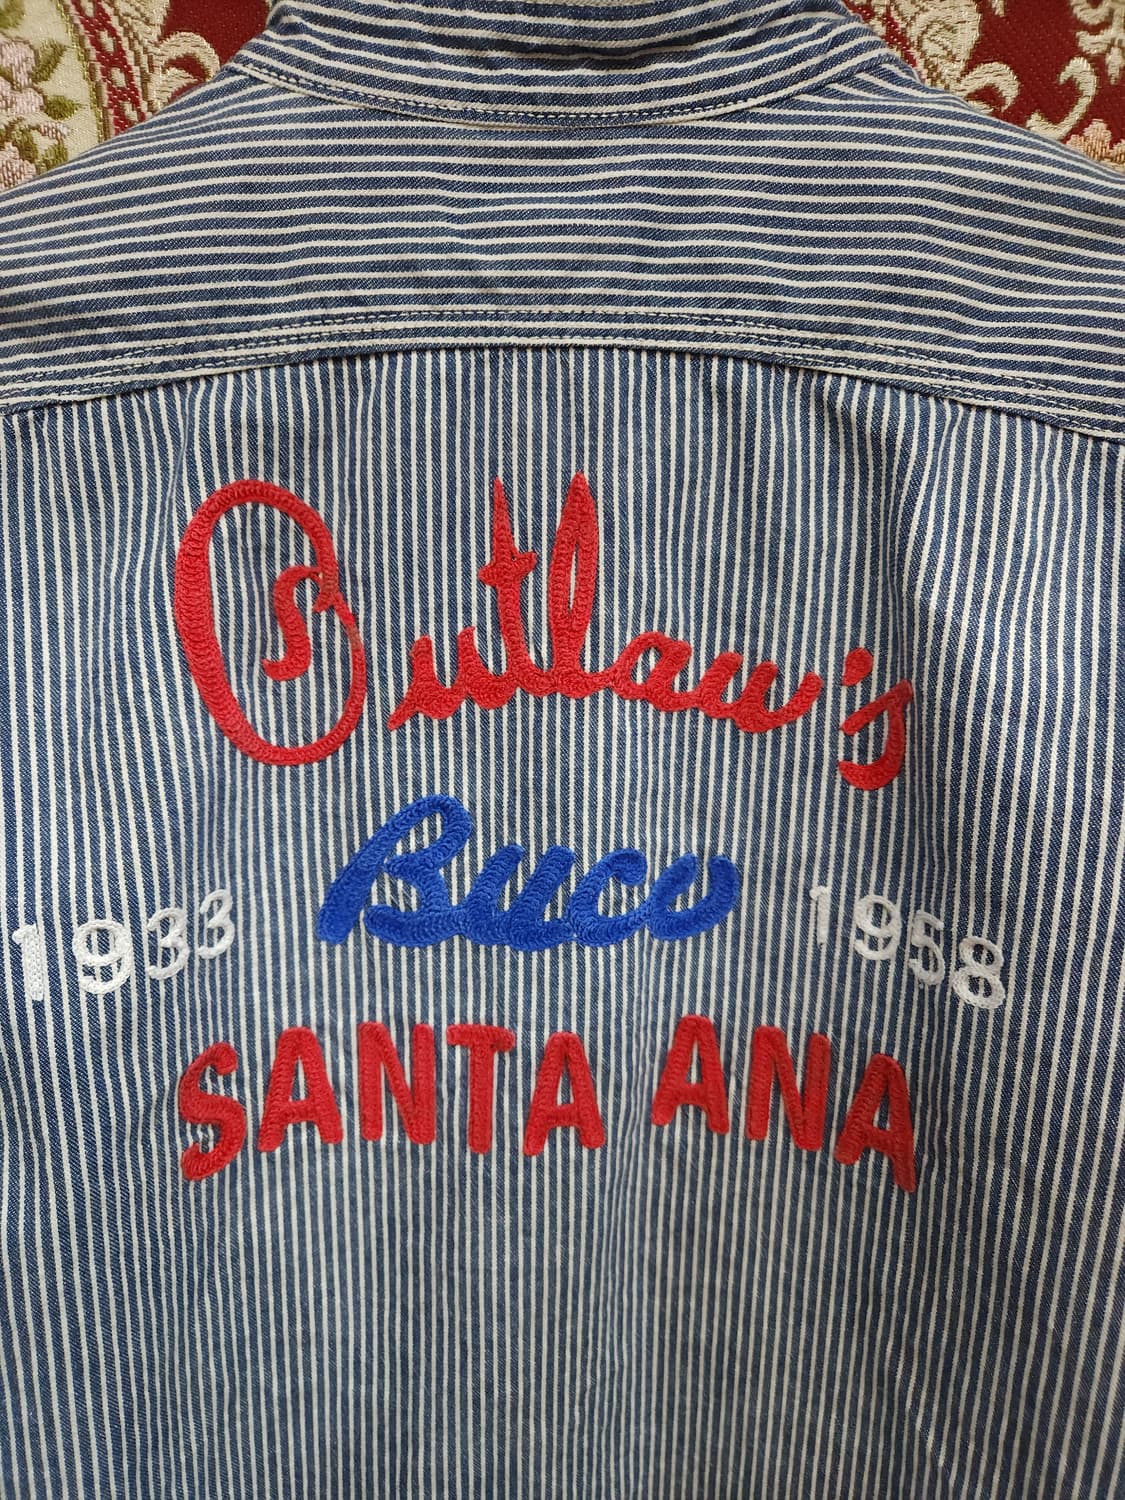 Outlaw's
Buco
1933 1958
SANTA ANA